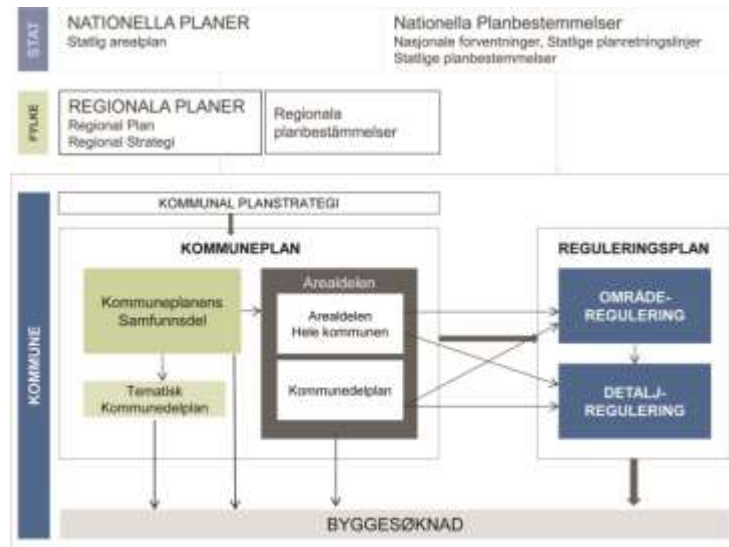 STAT
NATIONELLA PLANER
Statlig arealplan
Nationella Planbestemmelser
Nasjonale forventninger, Statlige planretningslinjer
Statlige planbestemmelser
FYLKE
REGIONALA PLANER
Regional Plan
Regional Strategi
Regionala
planbestämmelser
KOMMUNE
KOMMUNAL PLANSTRATEGI
KOMMUNEPLAN
Kommuneplanens
Samfunnsdel
Tematisk
Kommunedelplan
Arealdelen
Arealdelen
Hele kommunen
Kommunedelplan
REGULERINGSPLAN
OMRÅDE-
REGULERING
DETALJ-
REGULERING
BYGGESØKNAD